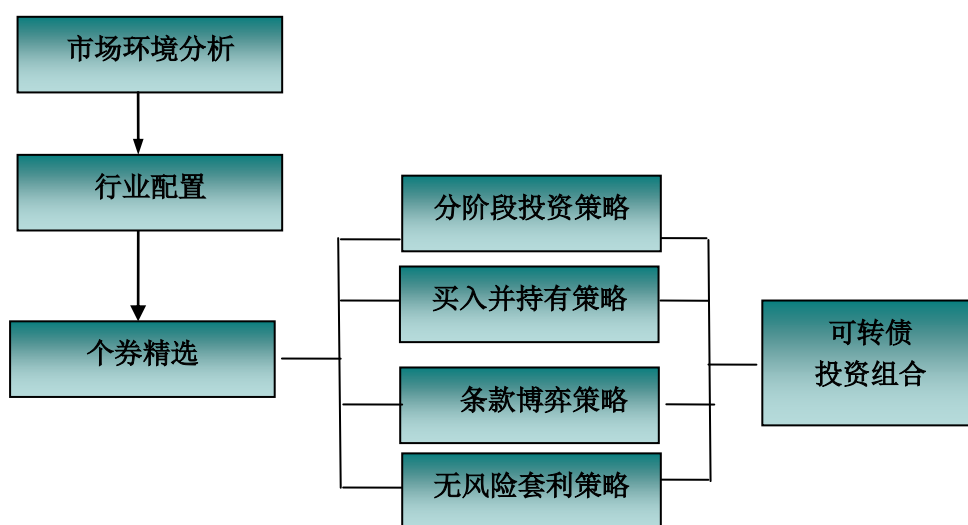 市场环境分析
行业配置
个券精选
分阶段投资策略
买入并持有策略
条款博弈策略
无风险套利策略
可转债
投资组合